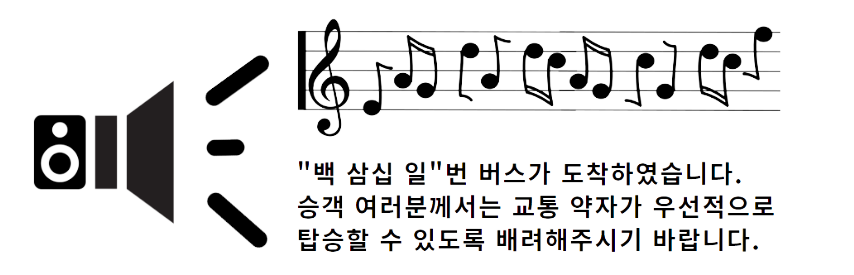 "백 삼십 일"번 버스가 도착하였습니다.
승객 여러분께서는 교통 약자가 우선적으로
탑승할 수 있도록 배려해주시기 바랍니다.